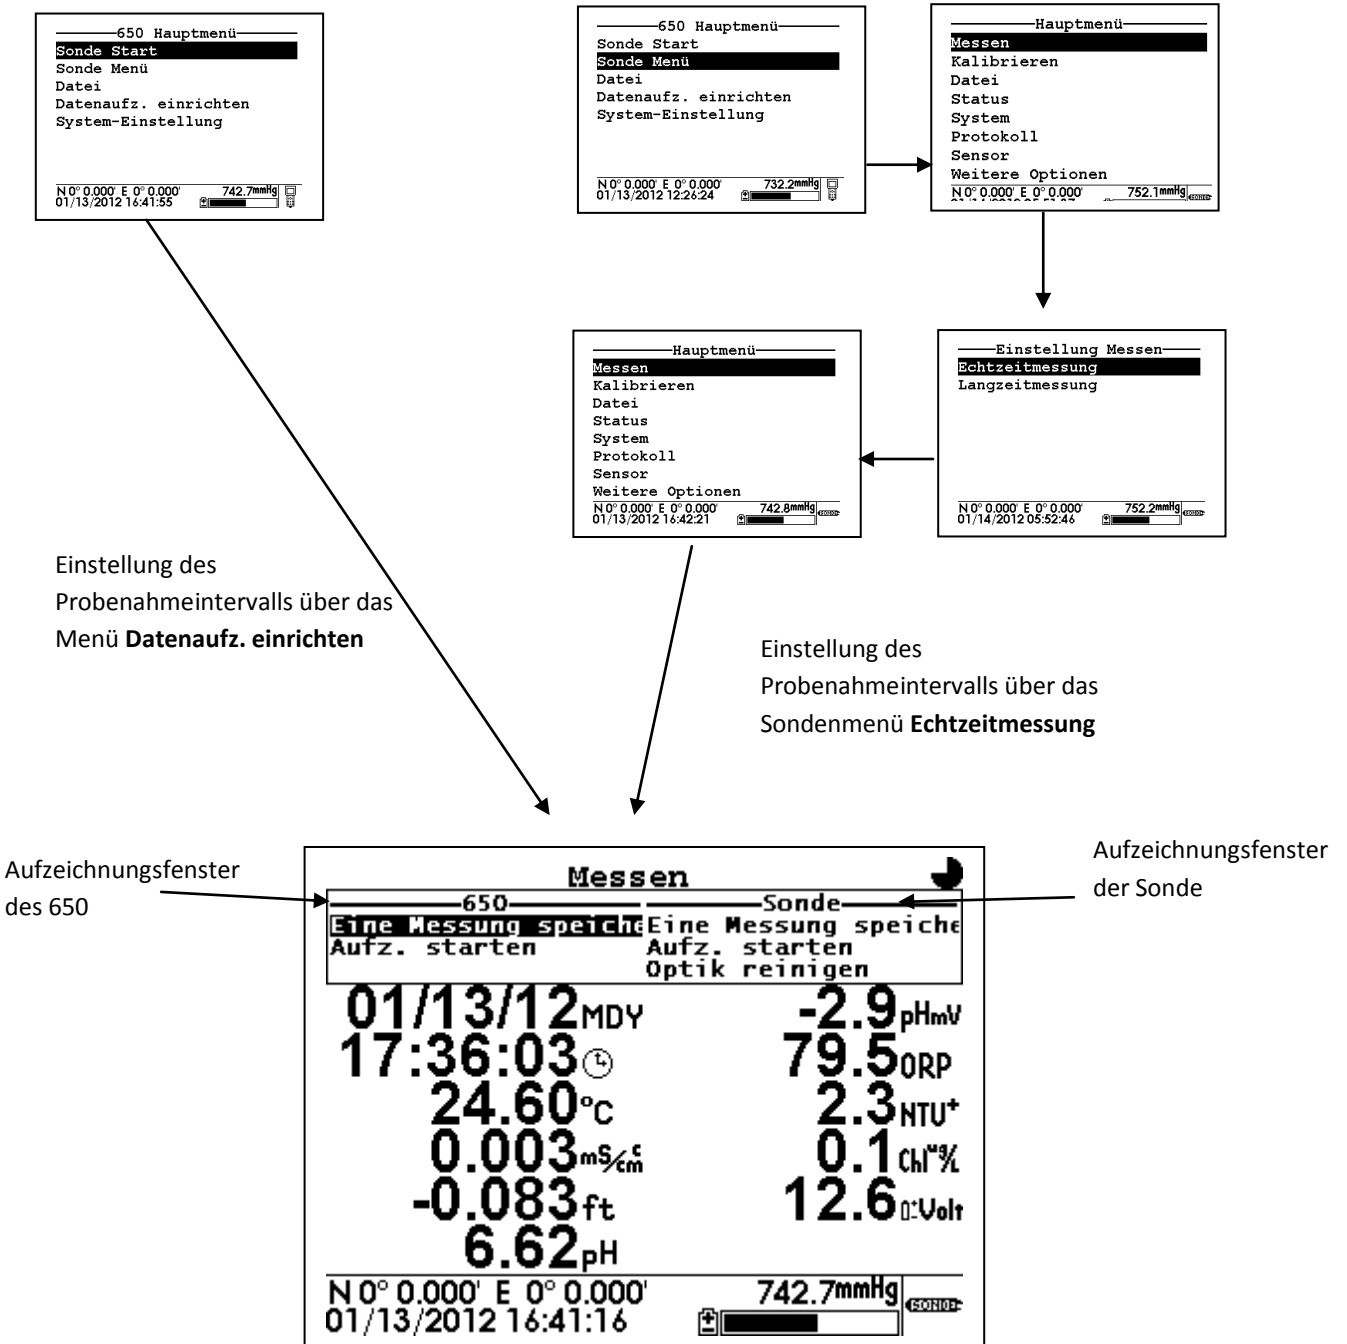 650 Hauptmenü
Sonde Start
Sonde Menü
Datei
Datenaufz. einrichten
System-Einstellung
N 0° 0.000' E 0° 0.000' 742.7mmHg
01/13/2012 16:41:55
650 Hauptmenü
Sonde Start
Sonde Menü
Datei
Datenaufz. einrichten
System-Einstellung
N 0° 0.000' E 0° 0.000' 732.2mmHg
01/13/2012 12:26:24
Hauptmenü
Messen
Kalibrieren
Datei
Status
System
Protokoll
Sensor
Weitere Optionen
N 0° 0.000' E 0° 0.000' 752.1mmHg SONDE
Hauptmenü
Messen
Kalibrieren
Datei
Status
System
Protokoll
Sensor
Weitere Optionen
N 0° 0.000' E 0° 0.000' 742.8mmHg SONDE
01/13/2012 16:42:21
Einstellung Messen
Echtzeitmessung
Langzeitmessung
N 0° 0.000' E 0° 0.000' 752.2mmHg SONDE
01/14/2012 05:52:46
Einstellung des
Probenahmeintervalls über das
Menü Datenaufz. einrichten
Einstellung des
Probenahmeintervalls über das
Sondenmenü Echtzeitmessung
Aufzeichnungsfenster
des 650
Aufzeichnungsfenster
der Sonde
Messen
650
Eine Messung speiche
Aufz. starten
Sonde
Eine Messung speiche
Aufz. starten
Optik reinigen
01/13/12 MDY
17:36:03
24.60 °C
0.003 mS/cm c
-0.083 ft
6.62 pH
-2.9 pHmV
79.5 ORP
2.3 NTU+
0.1 Chl ug/L
12.6 Volt
N 0° 0.000' E 0° 0.000' 742.7mmHg SONDE
01/13/2012 16:41:16